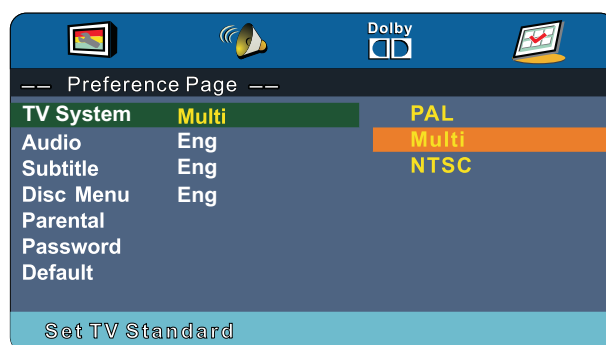 Dolby
-- Preference Page --
TV System Multi PAL
Audio Eng Multi
Subtitle Eng NTSC
Disc Menu Eng
Parental
Password
Default
Set TV Standard